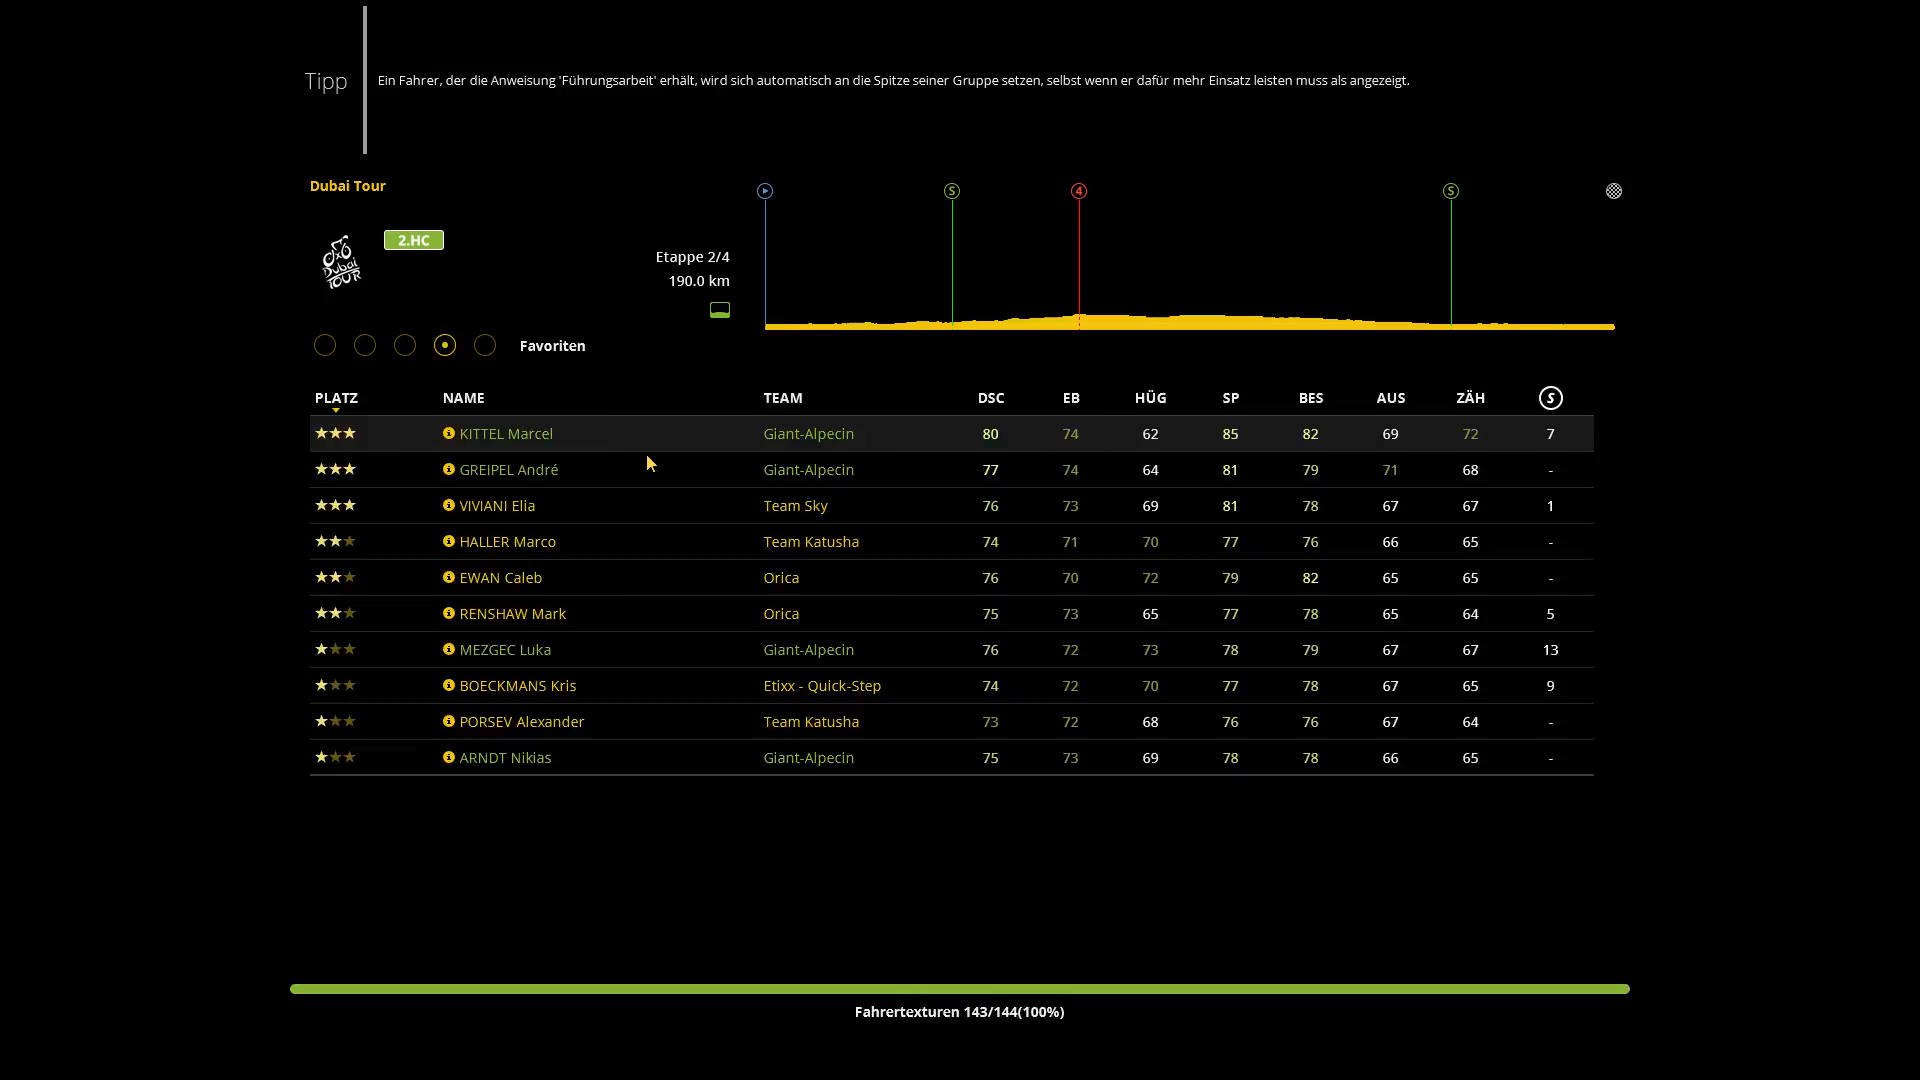 Tipp
Ein Fahrer, der die Anweisung 'Führungsarbeit' erhält, wird sich automatisch an die Spitze seiner Gruppe setzen, selbst wenn er dafür mehr Einsatz leisten muss als angezeigt.
Dubai Tour
S 4 S
Dubai TOUR
2.HC
Etappe 2/4
190.0 km
Favoriten
PLATZ NAME TEAM DSC EB HÜG SP BES AUS ZÄH S
KITTEL Marcel Giant-Alpecin 80 74 62 85 82 69 72 7
GREIPEL André Giant-Alpecin 77 74 64 81 79 71 68 -
VIVIANI Elia Team Sky 76 73 69 81 78 67 67 1
HALLER Marco Team Katusha 74 71 70 77 76 66 65 -
EWAN Caleb Orica 76 70 72 79 82 65 65 -
RENSHAW Mark Orica 75 73 65 77 78 65 64 5
MEZGEC Luka Giant-Alpecin 76 72 73 78 79 67 67 13
BOECKMANS Kris Etixx - Quick-Step 74 72 70 77 78 67 65 9
PORSEV Alexander Team Katusha 73 72 68 76 76 67 64 -
ARNDT Nikias Giant-Alpecin 75 73 69 78 78 66 65 -
Fahrertexturen 143/144(100%)